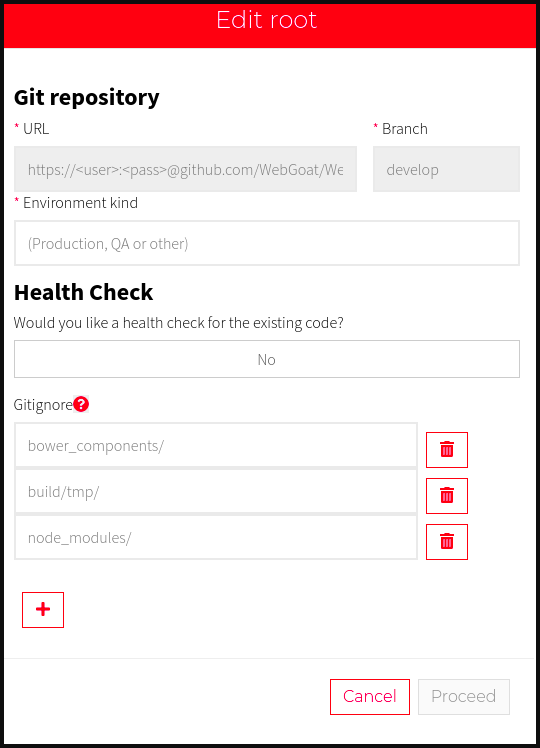 Edit root
Git repository
* URL
* Branch
https://<user>:<pass>@github.com/WebGoat/We
develop
* Environment kind
(Production, QA or other)
Health Check
Would you like a health check for the existing code?
No
Gitignore?
bower_components/
build/tmp/
node_modules/
+
Cancel
Proceed